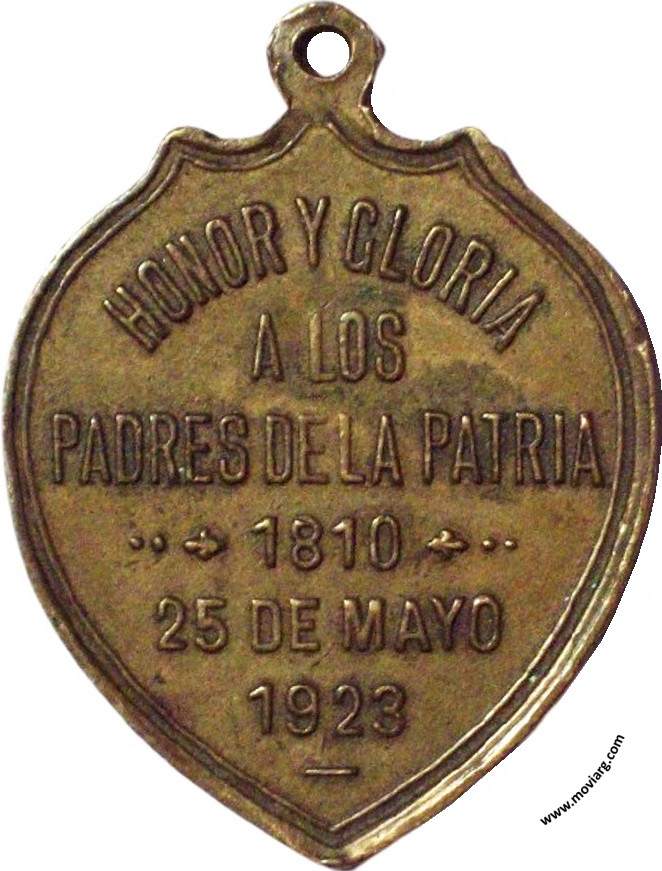 HONOR Y GLORIA
A LOS
PADRES DE LA PATRIA
1810
25 DE MAYO
1923
www.moviarg.com